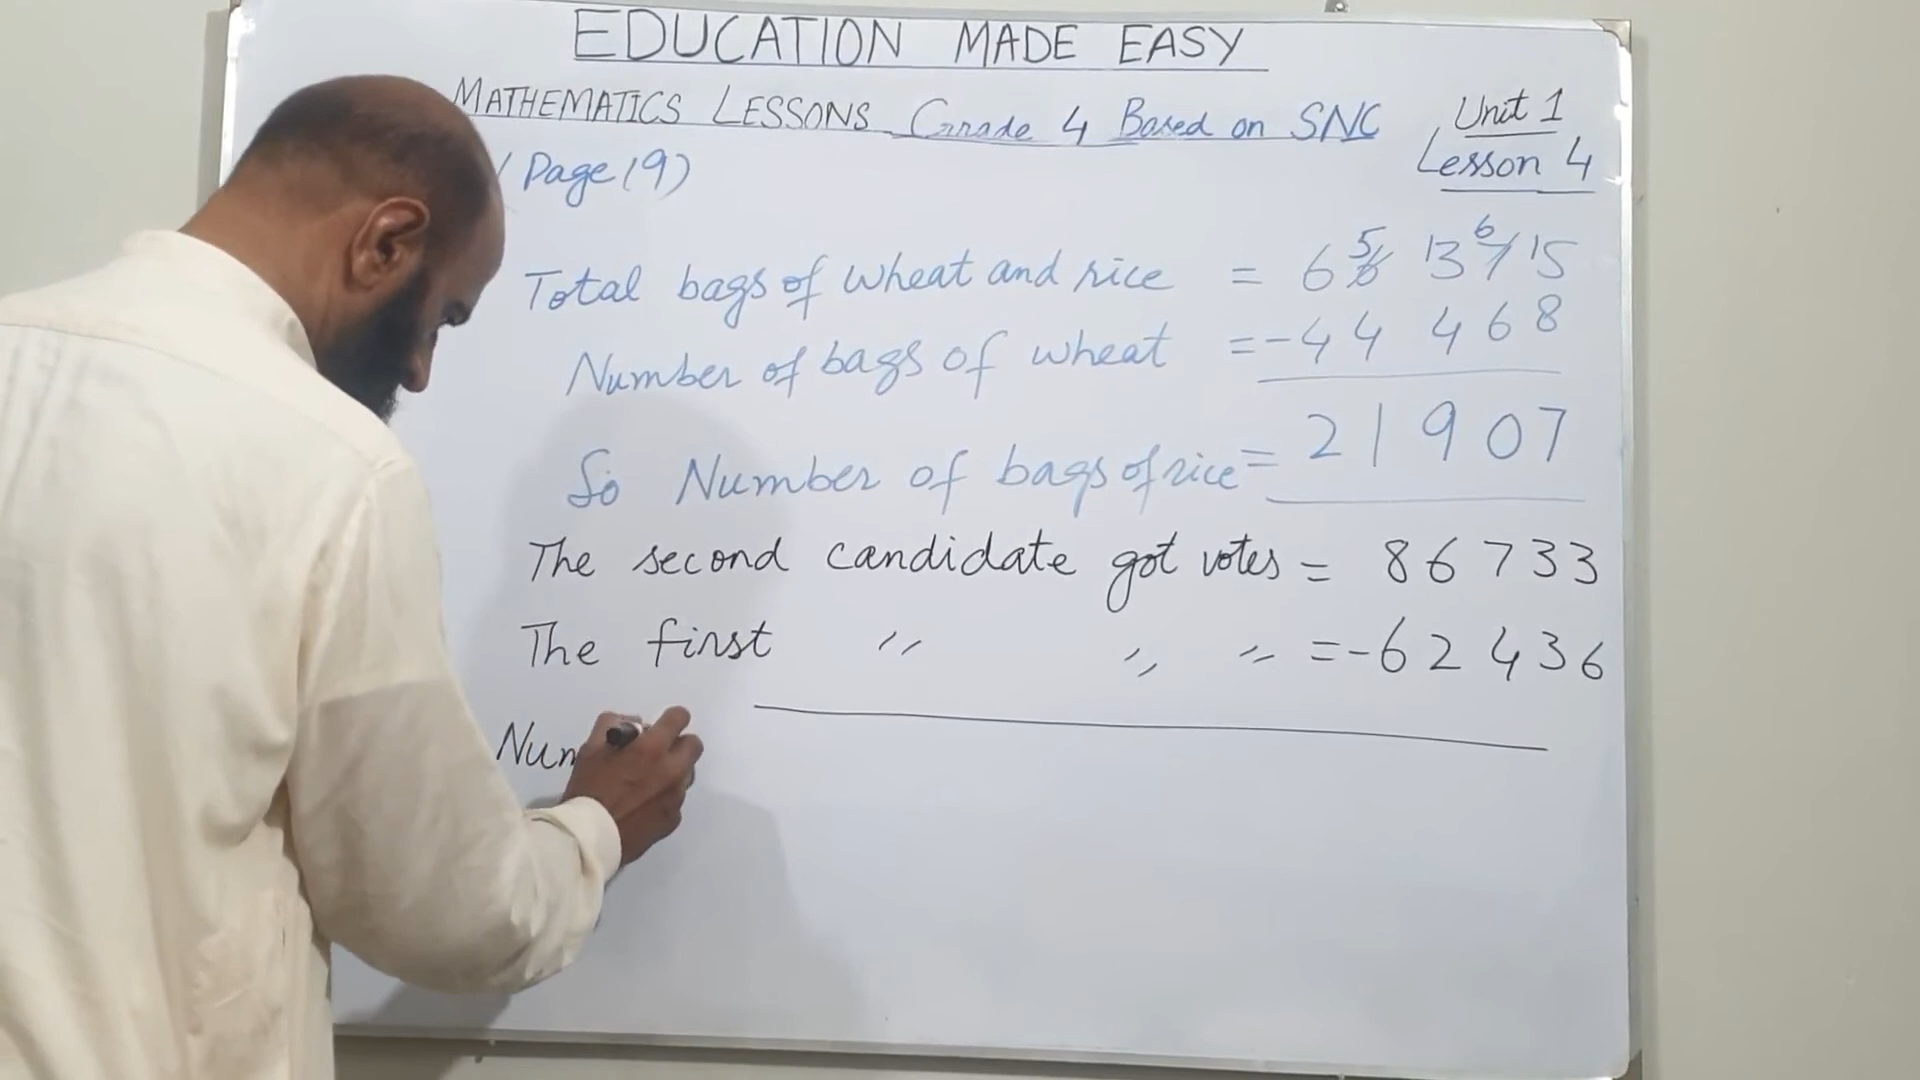 EDUCATION MADE EASY
MATHEMATICS LESSONS Grade 4 Based on SNC
Unit 1
Lesson 4
(Page 19)
Total bags of wheat and rice = 6 5 6 13 6 7 15
Number of bags of wheat = - 4 4 4 6 8
So Number of bags of rice = 2 1 9 0 7
The second candidate got votes = 8 6 7 3 3
The first " " " = - 6 2 4 3 6
Num